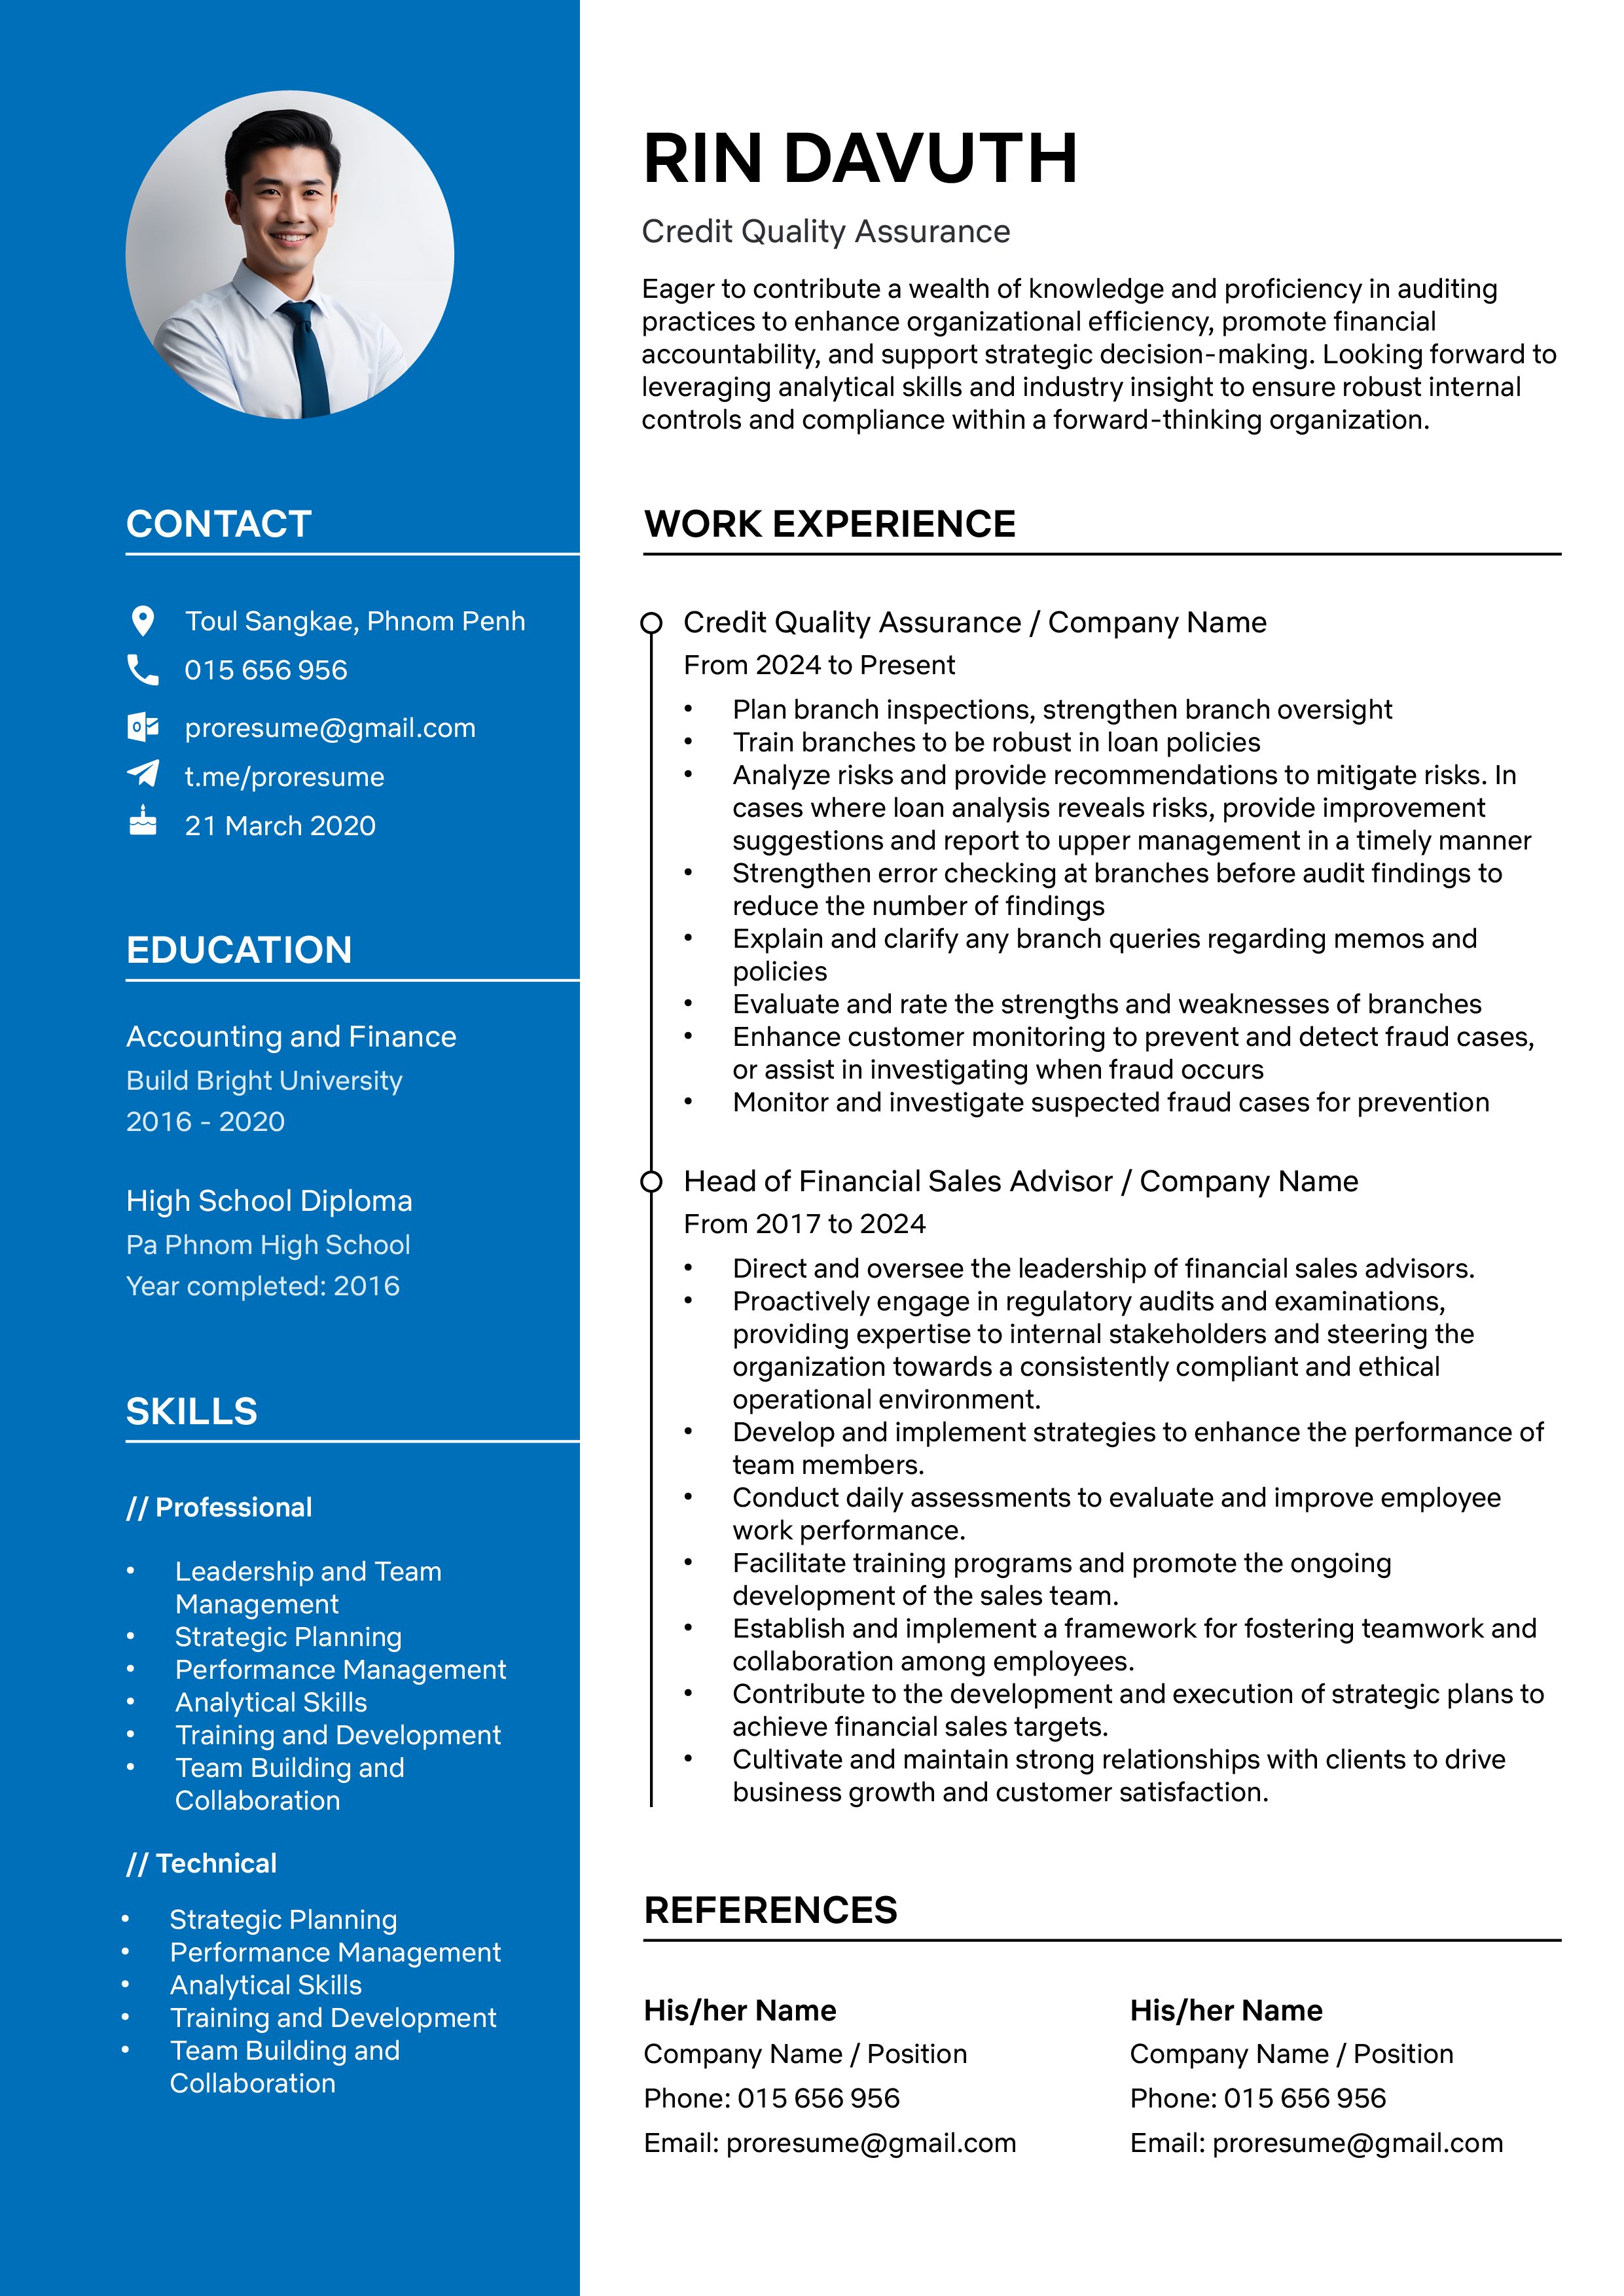 RIN DAVUTH
Credit Quality Assurance
Eager to contribute a wealth of knowledge and proficiency in auditing
practices to enhance organizational efficiency, promote financial
accountability, and support strategic decision-making. Looking forward to
leveraging analytical skills and industry insight to ensure robust internal
controls and compliance within a forward-thinking organization.
CONTACT
Toul Sangkae, Phnom Penh
015 656 956
proresume@gmail.com
t.me/proresume
21 March 2020
EDUCATION
Accounting and Finance
Build Bright University
2016 - 2020
High School Diploma
Pa Phnom High School
Year completed: 2016
SKILLS
// Professional
• Leadership and Team
Management
• Strategic Planning
• Performance Management
• Analytical Skills
• Training and Development
• Team Building and
Collaboration
// Technical
• Strategic Planning
• Performance Management
• Analytical Skills
• Training and Development
• Team Building and
Collaboration
WORK EXPERIENCE
Credit Quality Assurance / Company Name
From 2024 to Present
• Plan branch inspections, strengthen branch oversight
• Train branches to be robust in loan policies
• Analyze risks and provide recommendations to mitigate risks. In
cases where loan analysis reveals risks, provide improvement
suggestions and report to upper management in a timely manner
• Strengthen error checking at branches before audit findings to
reduce the number of findings
• Explain and clarify any branch queries regarding memos and
policies
• Evaluate and rate the strengths and weaknesses of branches
• Enhance customer monitoring to prevent and detect fraud cases,
or assist in investigating when fraud occurs
• Monitor and investigate suspected fraud cases for prevention
Head of Financial Sales Advisor / Company Name
From 2017 to 2024
• Direct and oversee the leadership of financial sales advisors.
• Proactively engage in regulatory audits and examinations,
providing expertise to internal stakeholders and steering the
organization towards a consistently compliant and ethical
operational environment.
• Develop and implement strategies to enhance the performance of
team members.
• Conduct daily assessments to evaluate and improve employee
work performance.
• Facilitate training programs and promote the ongoing
development of the sales team.
• Establish and implement a framework for fostering teamwork and
collaboration among employees.
• Contribute to the development and execution of strategic plans to
achieve financial sales targets.
• Cultivate and maintain strong relationships with clients to drive
business growth and customer satisfaction.
REFERENCES
His/her Name
Company Name / Position
Phone: 015 656 956
Email: proresume@gmail.com
His/her Name
Company Name / Position
Phone: 015 656 956
Email: proresume@gmail.com